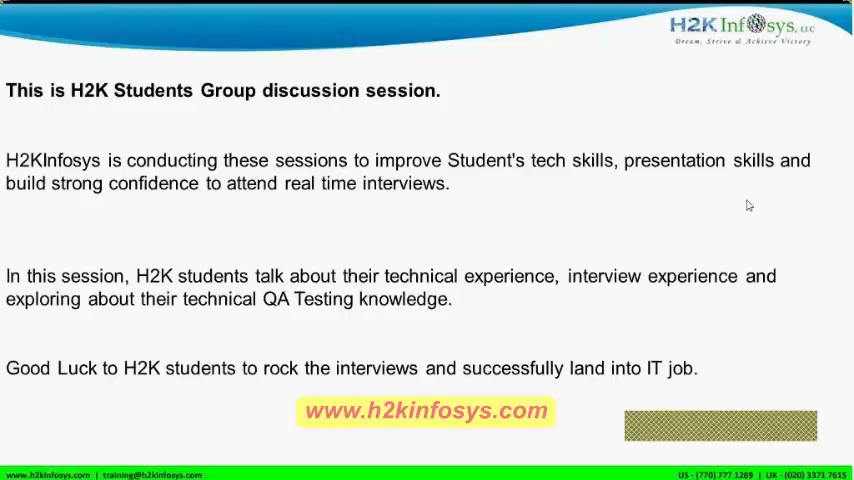 H2K Infosys, LLC
Dream, Strive & Achieve Victory
This is H2K Students Group discussion session.
H2KInfosys is conducting these sessions to improve Student's tech skills, presentation skills and
build strong confidence to attend real time interviews.
In this session, H2K students talk about their technical experience, interview experience and
exploring about their technical QA Testing knowledge.
Good Luck to H2K students to rock the interviews and successfully land into IT job.
www.h2kinfosys.com
www.h2kinfosys.com | training@h2kinfosys.com
US - (770) 777 1269 | UK - (020) 3371 7615